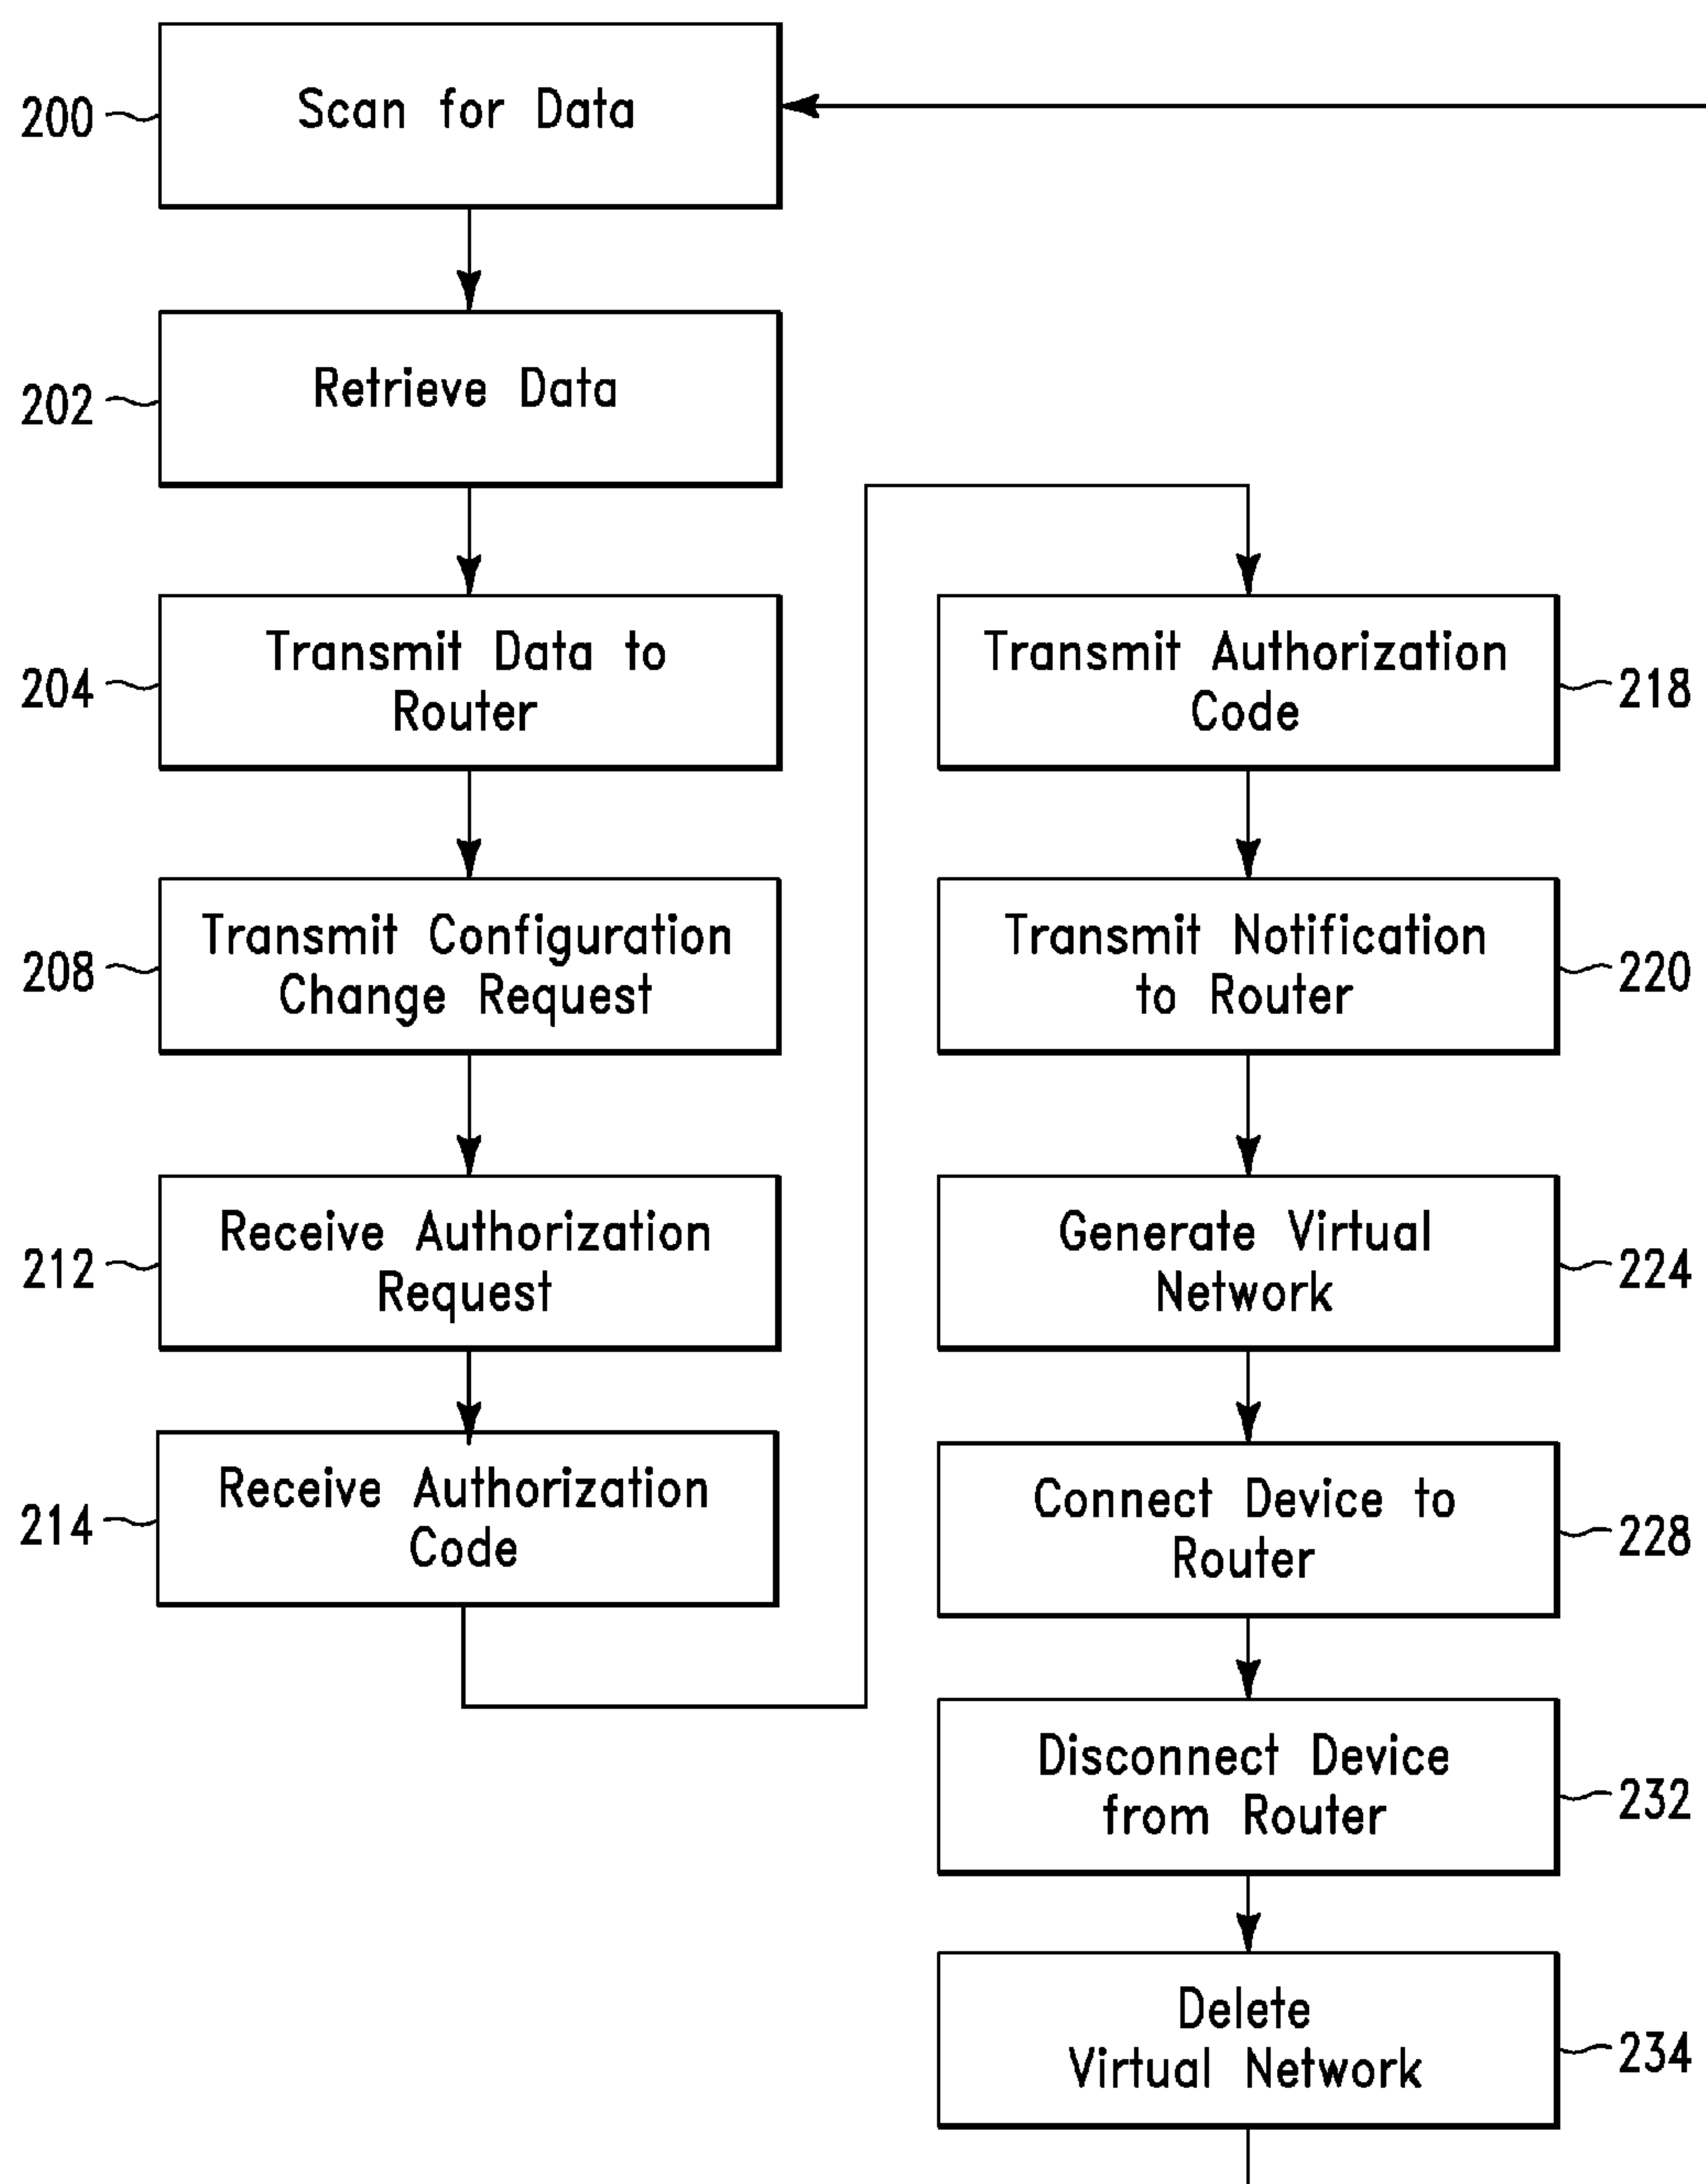 200
Scan for Data
202
Retrieve Data
204
Transmit Data to
Router
208
Transmit Configuration
Change Request
212
Receive Authorization
Request
214
Receive Authorization
Code
Transmit Authorization
Code
218
Transmit Notification
to Router
220
Generate Virtual
Network
224
Connect Device to
Router
228
Disconnect Device
from Router
232
Delete
Virtual Network
234